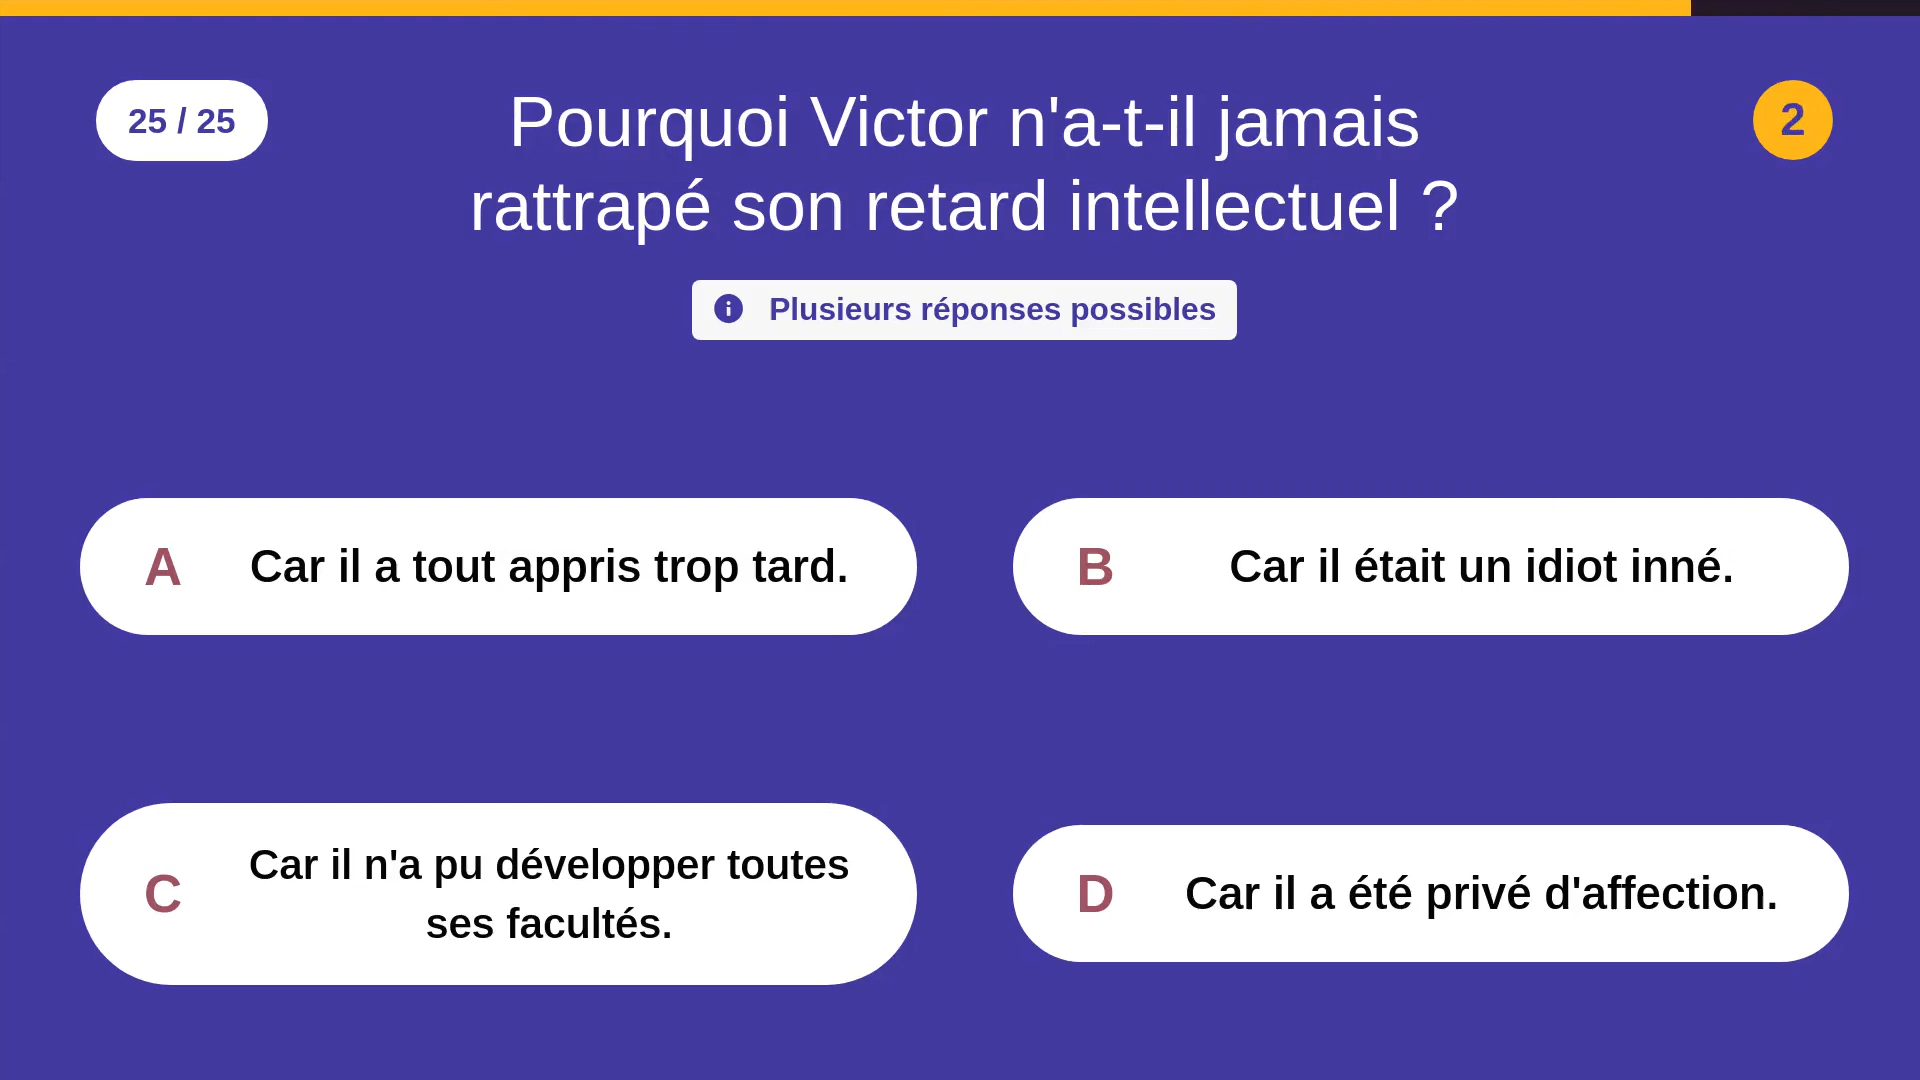 25 / 25
Pourquoi Victor n'a-t-il jamais
rattrapé son retard intellectuel ?
2
Plusieurs réponses possibles
A Car il a tout appris trop tard.
B Car il était un idiot inné.
C Car il n'a pu développer toutes
ses facultés.
D Car il a été privé d'affection.